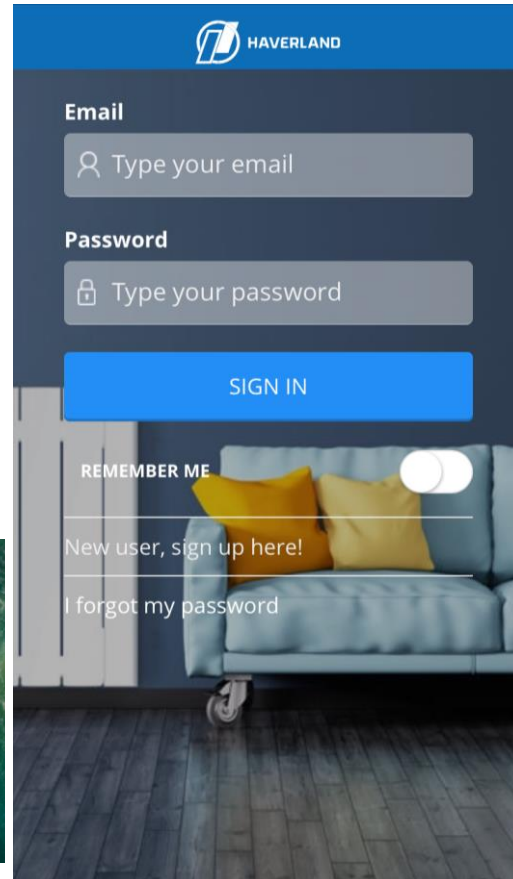 HAVERLAND
Email
Type your email
Password
Type your password
SIGN IN
REMEMBER ME
New user, sign up here!
I forgot my password